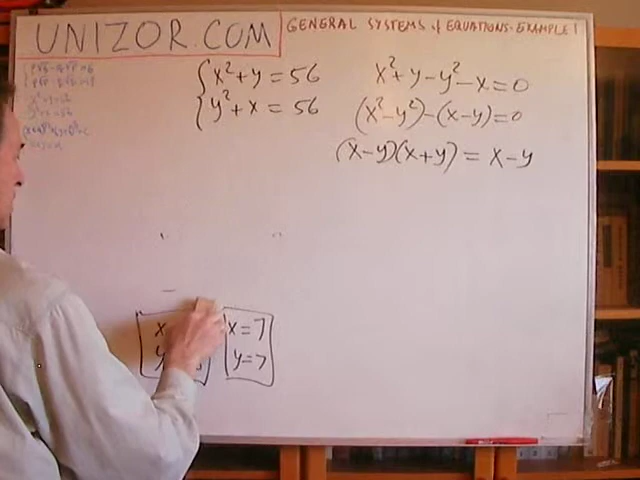 UNIZOR.COM
GENERAL SYSTEMS of EQUATIONS - EXAMPLE 1
x² + y = 56
y² + x = 56
x² + y - y² - x = 0
(x² - y²) - (x - y) = 0
(x - y)(x + y) = x - y
x
y
x = 7
y = 7